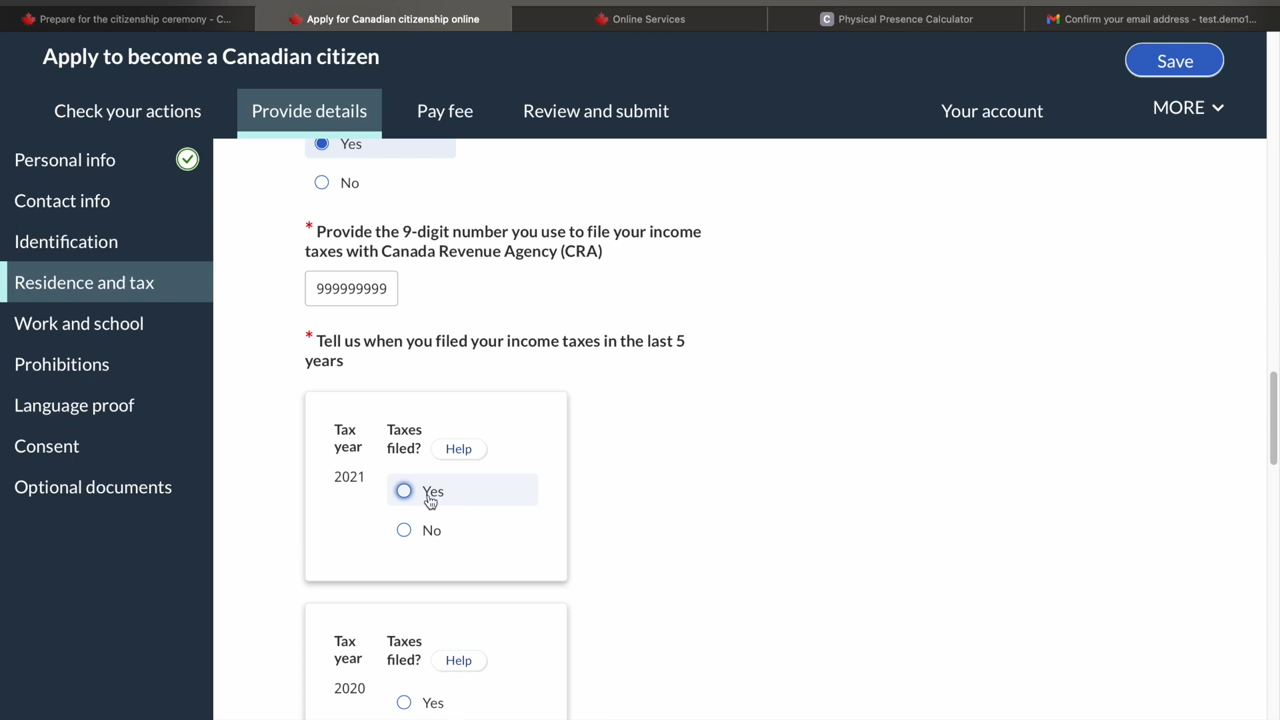 Prepare for the citizenship ceremony - C...
Apply for Canadian citizenship online
Online Services
C Physical Presence Calculator
Confirm your email address - test.demo1...
Apply to become a Canadian citizen
Save
Check your actions
Provide details
Pay fee
Review and submit
Your account
MORE
Personal info
Contact info
Identification
Residence and tax
Work and school
Prohibitions
Language proof
Consent
Optional documents
Yes
No
* Provide the 9-digit number you use to file your income
taxes with Canada Revenue Agency (CRA)
999999999
* Tell us when you filed your income taxes in the last 5
years
Tax
year
Taxes
filed? Help
2021
Yes
No
Tax
year
Taxes
filed? Help
2020
Yes